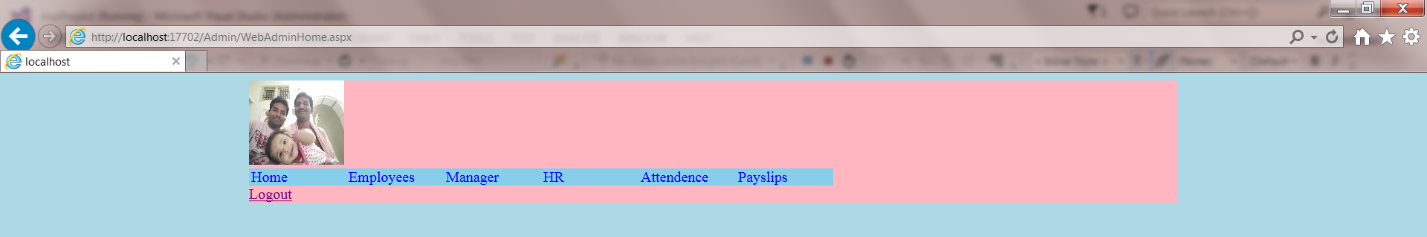 http://localhost:17702/Admin/WebAdminHome.aspx
localhost
Home Employees Manager HR Attendence Payslips
Logout